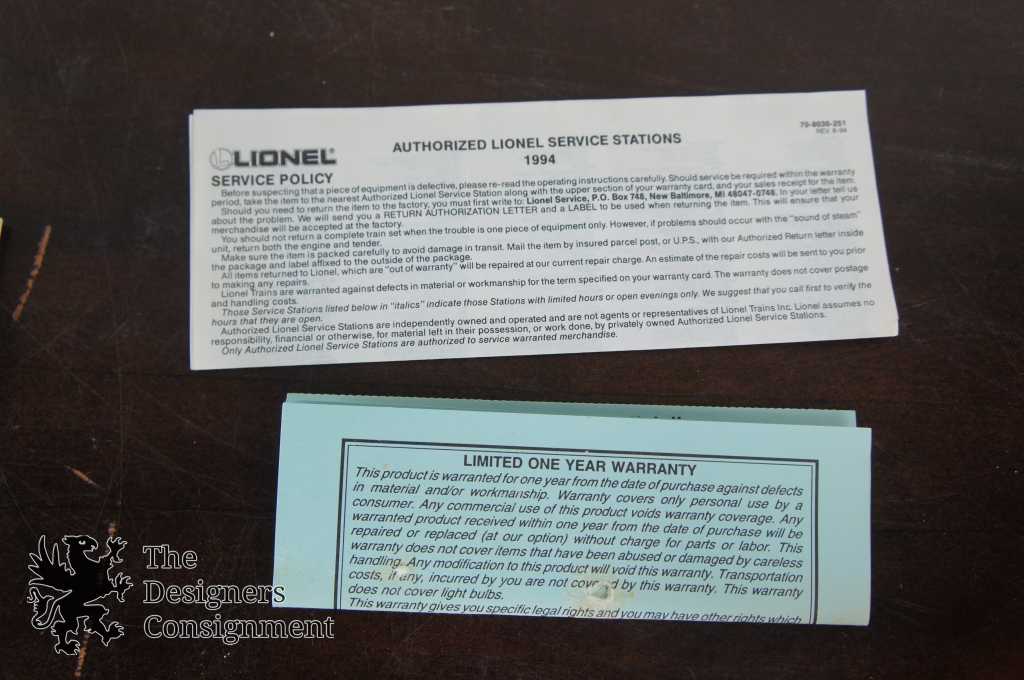 70-8030-251
REV. 8-94
AUTHORIZED LIONEL SERVICE STATIONS
1994
LIONEL
SERVICE POLICY
Before suspecting that a piece of equipment is defective, please re-read the operating instructions carefully. Should service be required within the warranty
period, take the item to the nearest Authorized Lionel Service Station along with the upper section of your warranty card, and your sales receipt for the item.
Should you need to return the item to the factory, you must first write to: Lionel Service, P.O. Box 748, New Baltimore, MI 48047-0748. In your letter tell us
about the problem. We will send you a RETURN AUTHORIZATION LETTER and a LABEL to be used when returning the item. This will ensure that your
merchandise will be accepted at the factory.
You should not return a complete train set when the trouble is one piece of equipment only. However, if problems should occur with the "sound of steam"
unit, return both the engine and tender.
Make sure the item is packed carefully to avoid damage in transit. Mail the item by insured parcel post, or U.P.S., with our Authorized Return letter inside
the package and label affixed to the outside of the package.
All items returned to Lionel, which are "out of warranty" will be repaired at our current repair charge. An estimate of the repair costs will be sent to you prior
to making any repairs.
Lionel Trains are warranted against defects in material or workmanship for the term specified on your warranty card. The warranty does not cover postage
and handling costs.
Those Service Stations listed below in "italics" indicate those Stations with limited hours or open evenings only. We suggest that you call first to verify the
hours that they are open.
Authorized Lionel Service Stations are independently owned and operated and are not agents or representatives of Lionel Trains Inc. Lionel assumes no
responsibility, financial or otherwise, for material left in their possession, or work done, by privately owned Authorized Lionel Service Stations.
Only Authorized Lionel Service Stations are authorized to service warranted merchandise.
LIMITED ONE YEAR WARRANTY
This product is warranted for one year from the date of purchase against defects
in material and/or workmanship. Warranty covers only personal use by a
consumer. Any commercial use of this product voids warranty coverage. Any
warranted product received within one year from the date of purchase will be
repaired or replaced (at our option) without charge for parts or labor. This
warranty does not cover items that have been abused or damaged by careless
handling. Any modification to this product will void this warranty. Transportation
costs, if any, incurred by you are not covered by this warranty. This warranty
does not cover light bulbs.
This warranty gives you specific legal rights and you may have other rights which
The
Designers
Consignment